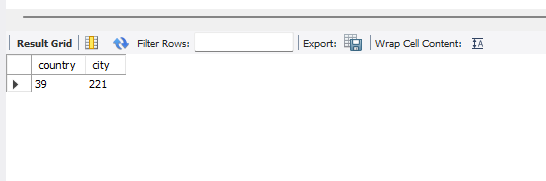 Result Grid Filter Rows: Export: Wrap Cell Content:
country city
39 221